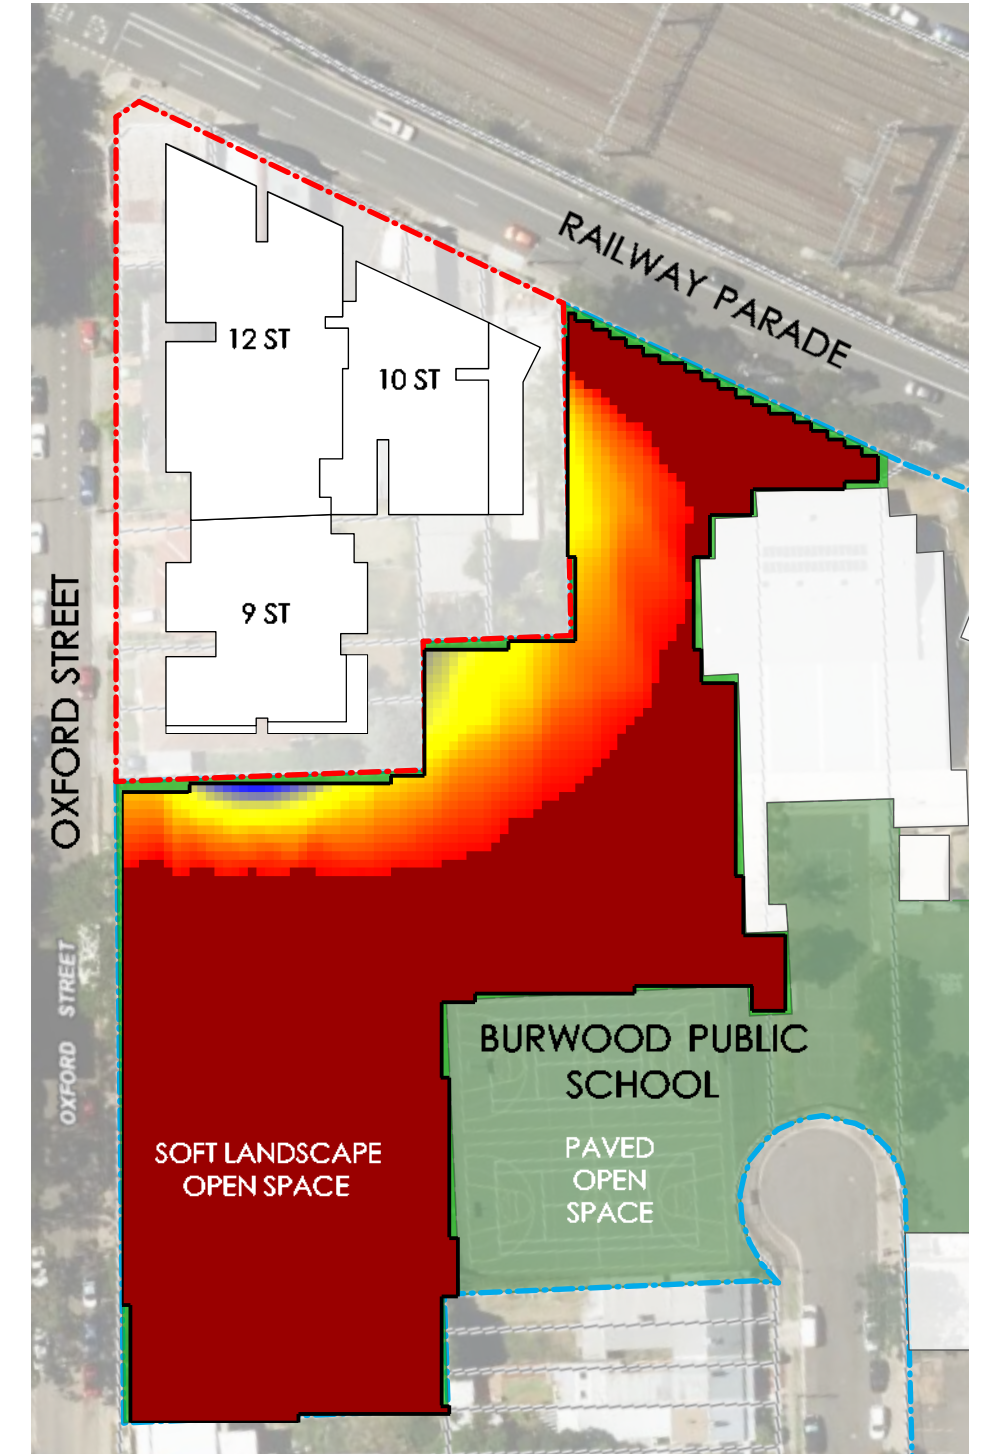 RAILWAY PARADE
12 ST
10 ST
9 ST
OXFORD STREET
OXFORD STREET
BURWOOD PUBLIC
SCHOOL
SOFT LANDSCAPE
OPEN SPACE
PAVED
OPEN
SPACE